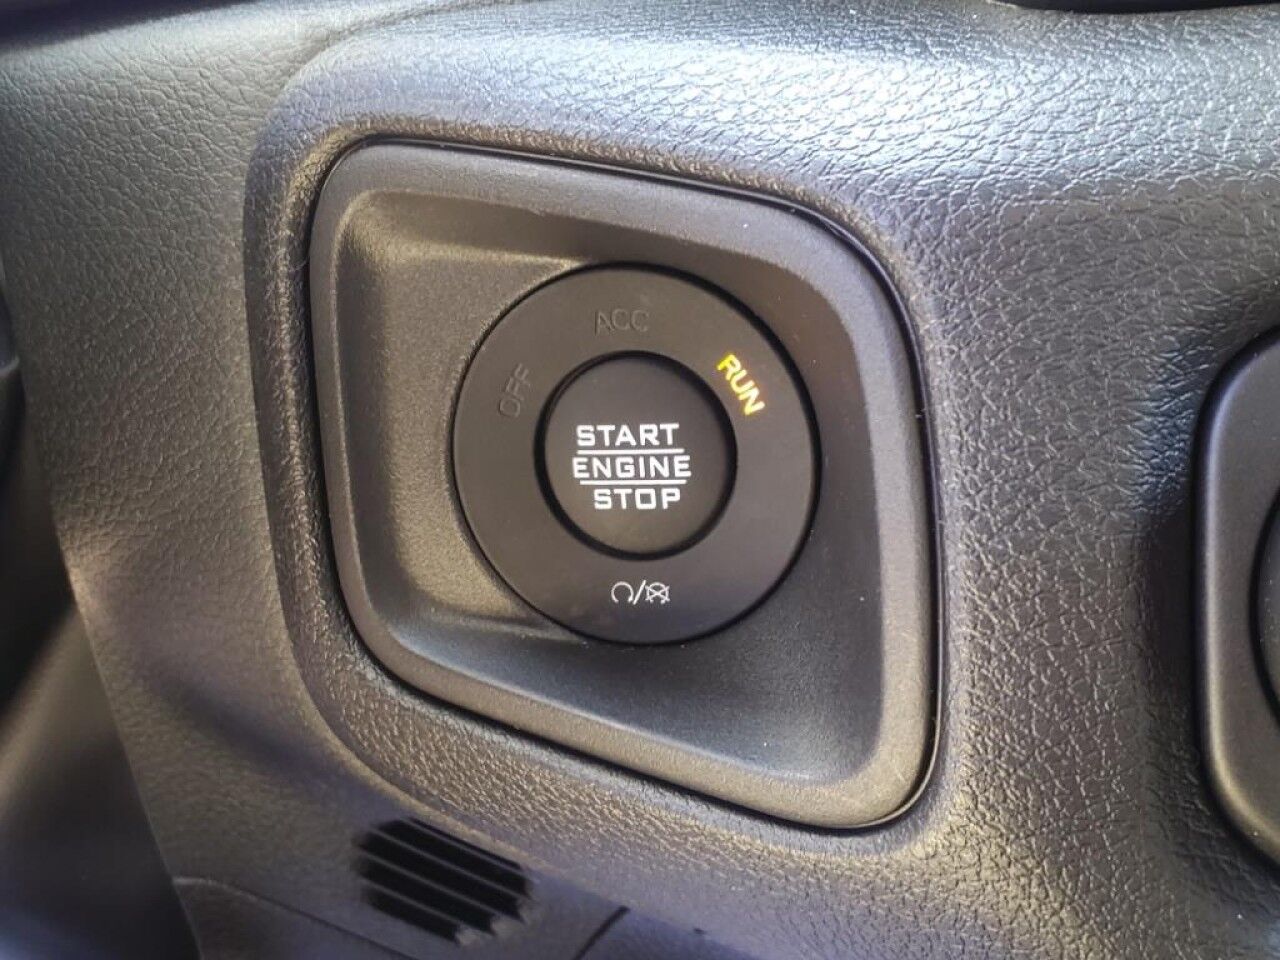 ACC
OFF
RUN
START
ENGINE
STOP